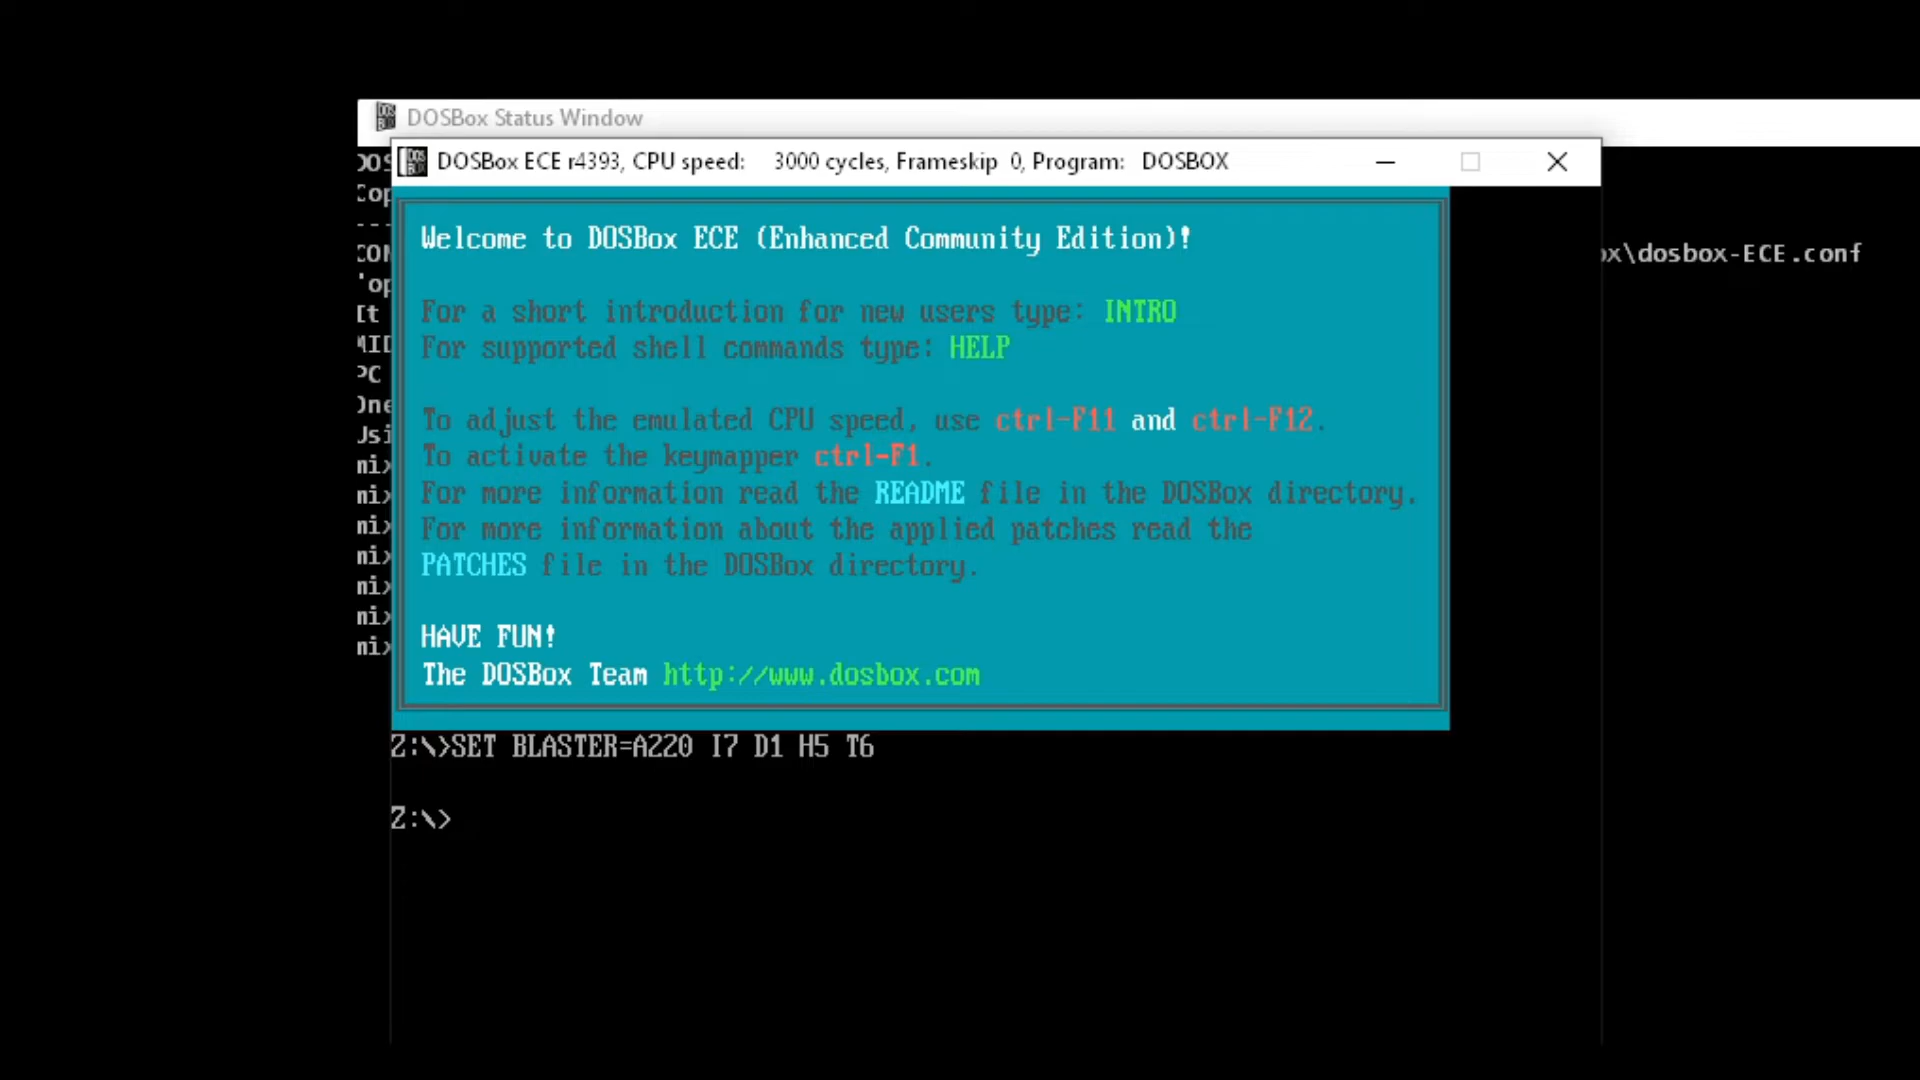 DOSBox Status Window
DOSBox ECE r4393, CPU speed: 3000 cycles, Frameskip 0, Program: DOSBOX
Welcome to DOSBox ECE (Enhanced Community Edition)!
x\dosbox-ECE.conf
For a short introduction for new users type: INTRO
For supported shell commands type: HELP
To adjust the emulated CPU speed, use ctrl-F11 and ctrl-F12.
To activate the keymapper ctrl-F1.
For more information read the README file in the DOSBox directory.
For more information about the applied patches read the
PATCHES file in the DOSBox directory.
HAVE FUN!
The DOSBox Team http://www.dosbox.com
Z:\>SET BLASTER=A220 I7 D1 H5 T6
Z:\>